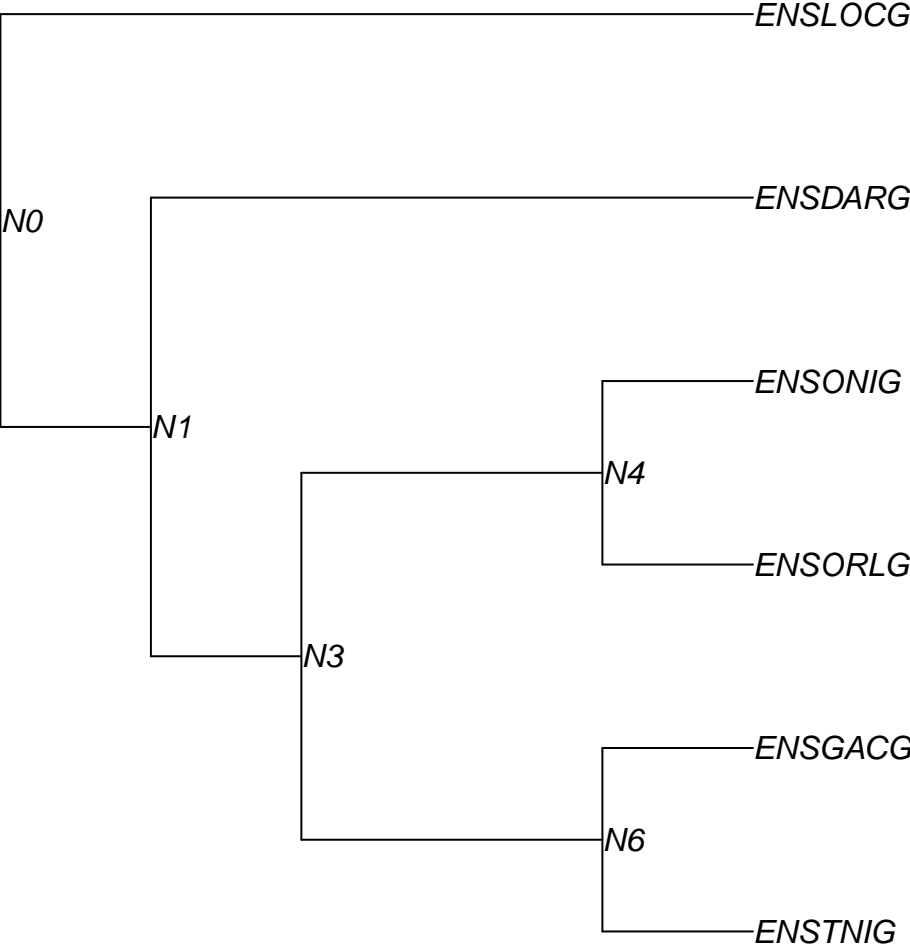 ENSLOCG
ENSDARG
N0
ENSONIG
N1
N4
ENSORLG
N3
ENSGACG
N6
ENSTNIG